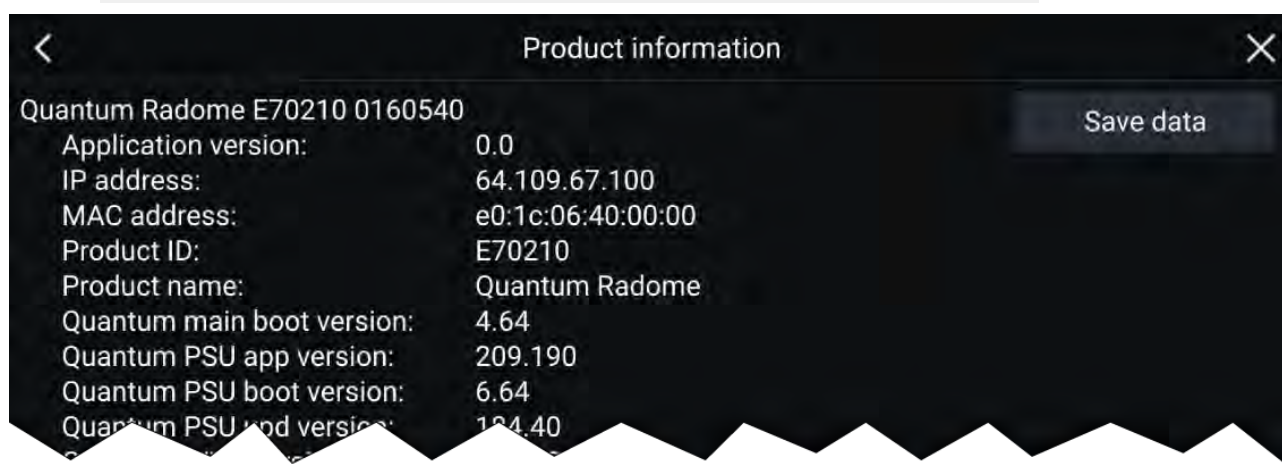 Product information
Quantum Radome E70210 0160540
Save data
Application version: 0.0
IP address: 64.109.67.100
MAC address: e0:1c:06:40:00:00
Product ID: E70210
Product name: Quantum Radome
Quantum main boot version: 4.64
Quantum PSU app version: 209.190
Quantum PSU boot version: 6.64
Quantum PSU